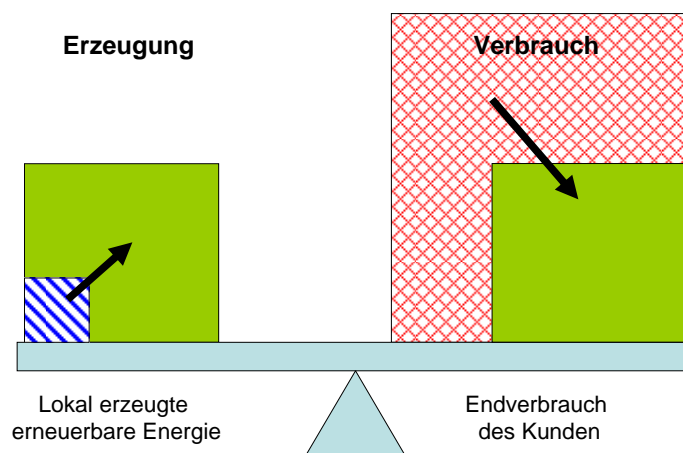 Erzeugung
Verbrauch
Lokal erzeugte
erneuerbare Energie
Endverbrauch
des Kunden